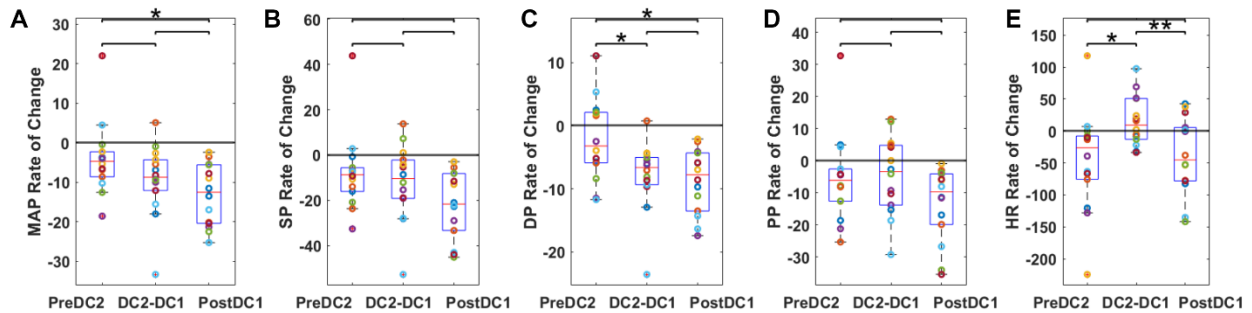 A
MAP Rate of Change
30
20
10
0
-10
-20
-30
*
PreDC2 DC2-DC1 PostDC1
B
SP Rate of Change
60
40
20
0
-20
-40
PreDC2 DC2-DC1 PostDC1
C
DP Rate of Change
10
0
-10
-20
*
*
PreDC2 DC2-DC1 PostDC1
D
PP Rate of Change
40
30
20
10
0
-10
-20
-30
PreDC2 DC2-DC1 PostDC1
E
HR Rate of Change
150
100
50
0
-50
-100
-150
-200
*
**
PreDC2 DC2-DC1 PostDC1